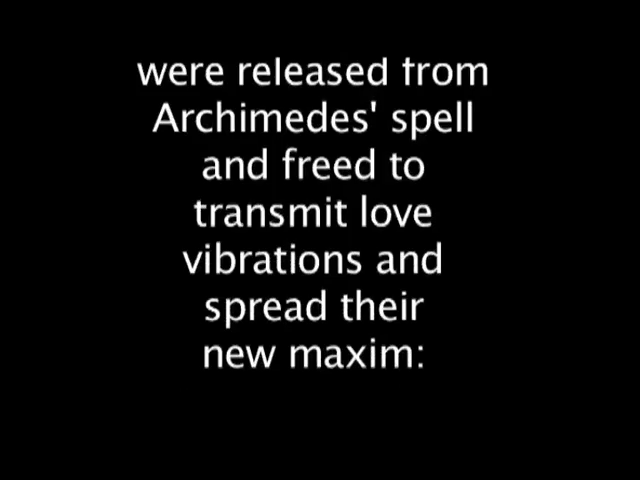 were released from
Archimedes' spell
and freed to
transmit love
vibrations and
spread their
new maxim: